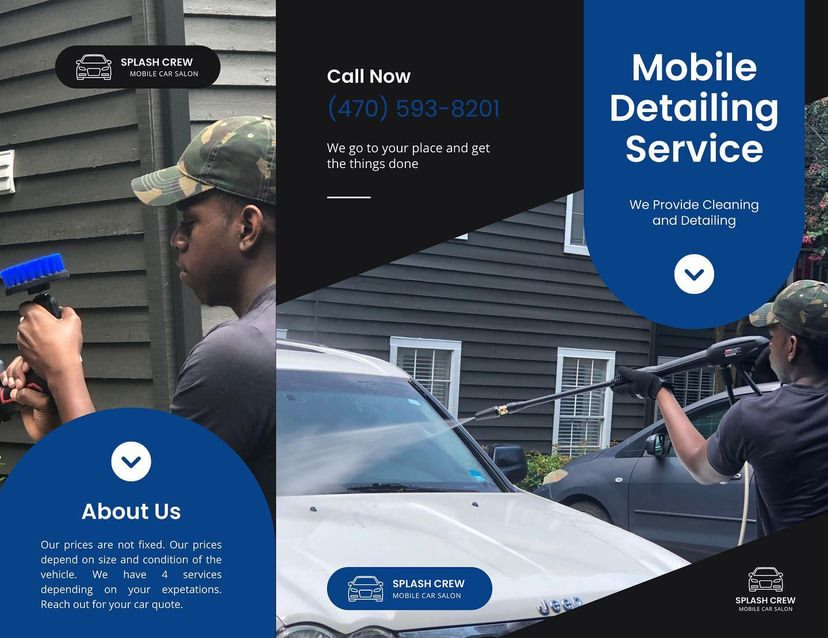 SPLASH CREW
MOBILE CAR SALON
About Us
Our prices are not fixed. Our prices
depend on size and condition of the
vehicle. We have 4 services
depending on your expetations.
Reach out for your car quote.
Call Now
(470) 593-8201
We go to your place and get
the things done
Jeep
SPLASH CREW
MOBILE CAR SALON
Mobile
Detailing
Service
We Provide Cleaning
and Detailing
SPLASH CREW
MOBILE CAR SALON